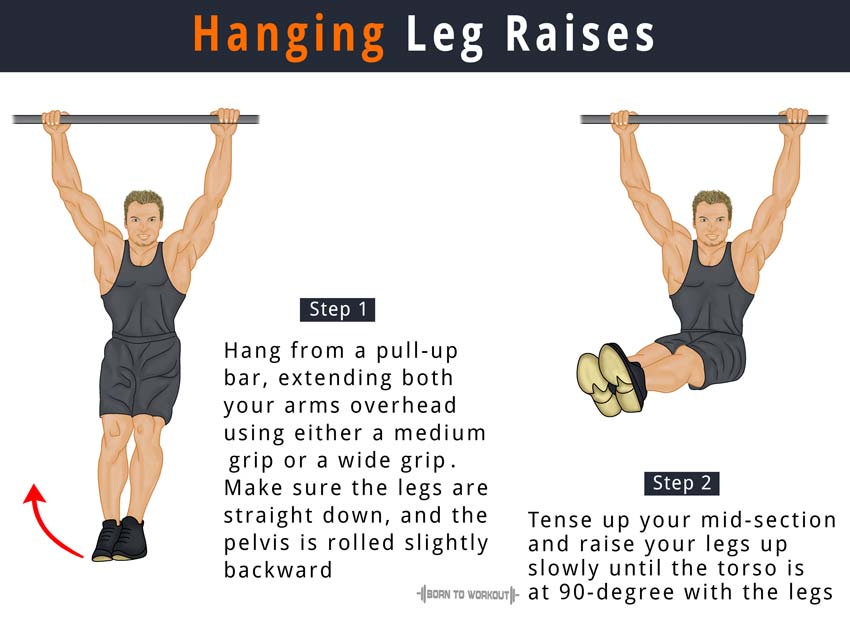 Hanging Leg Raises
Step 1
Hang from a pull-up
bar, extending both
your arms overhead
using either a medium
grip or a wide grip.
Make sure the legs are
straight down, and the
pelvis is rolled slightly
backward
Step 2
Tense up your mid-section
and raise your legs up
slowly until the torso is
at 90-degree with the legs
BORN TO WORKOUT